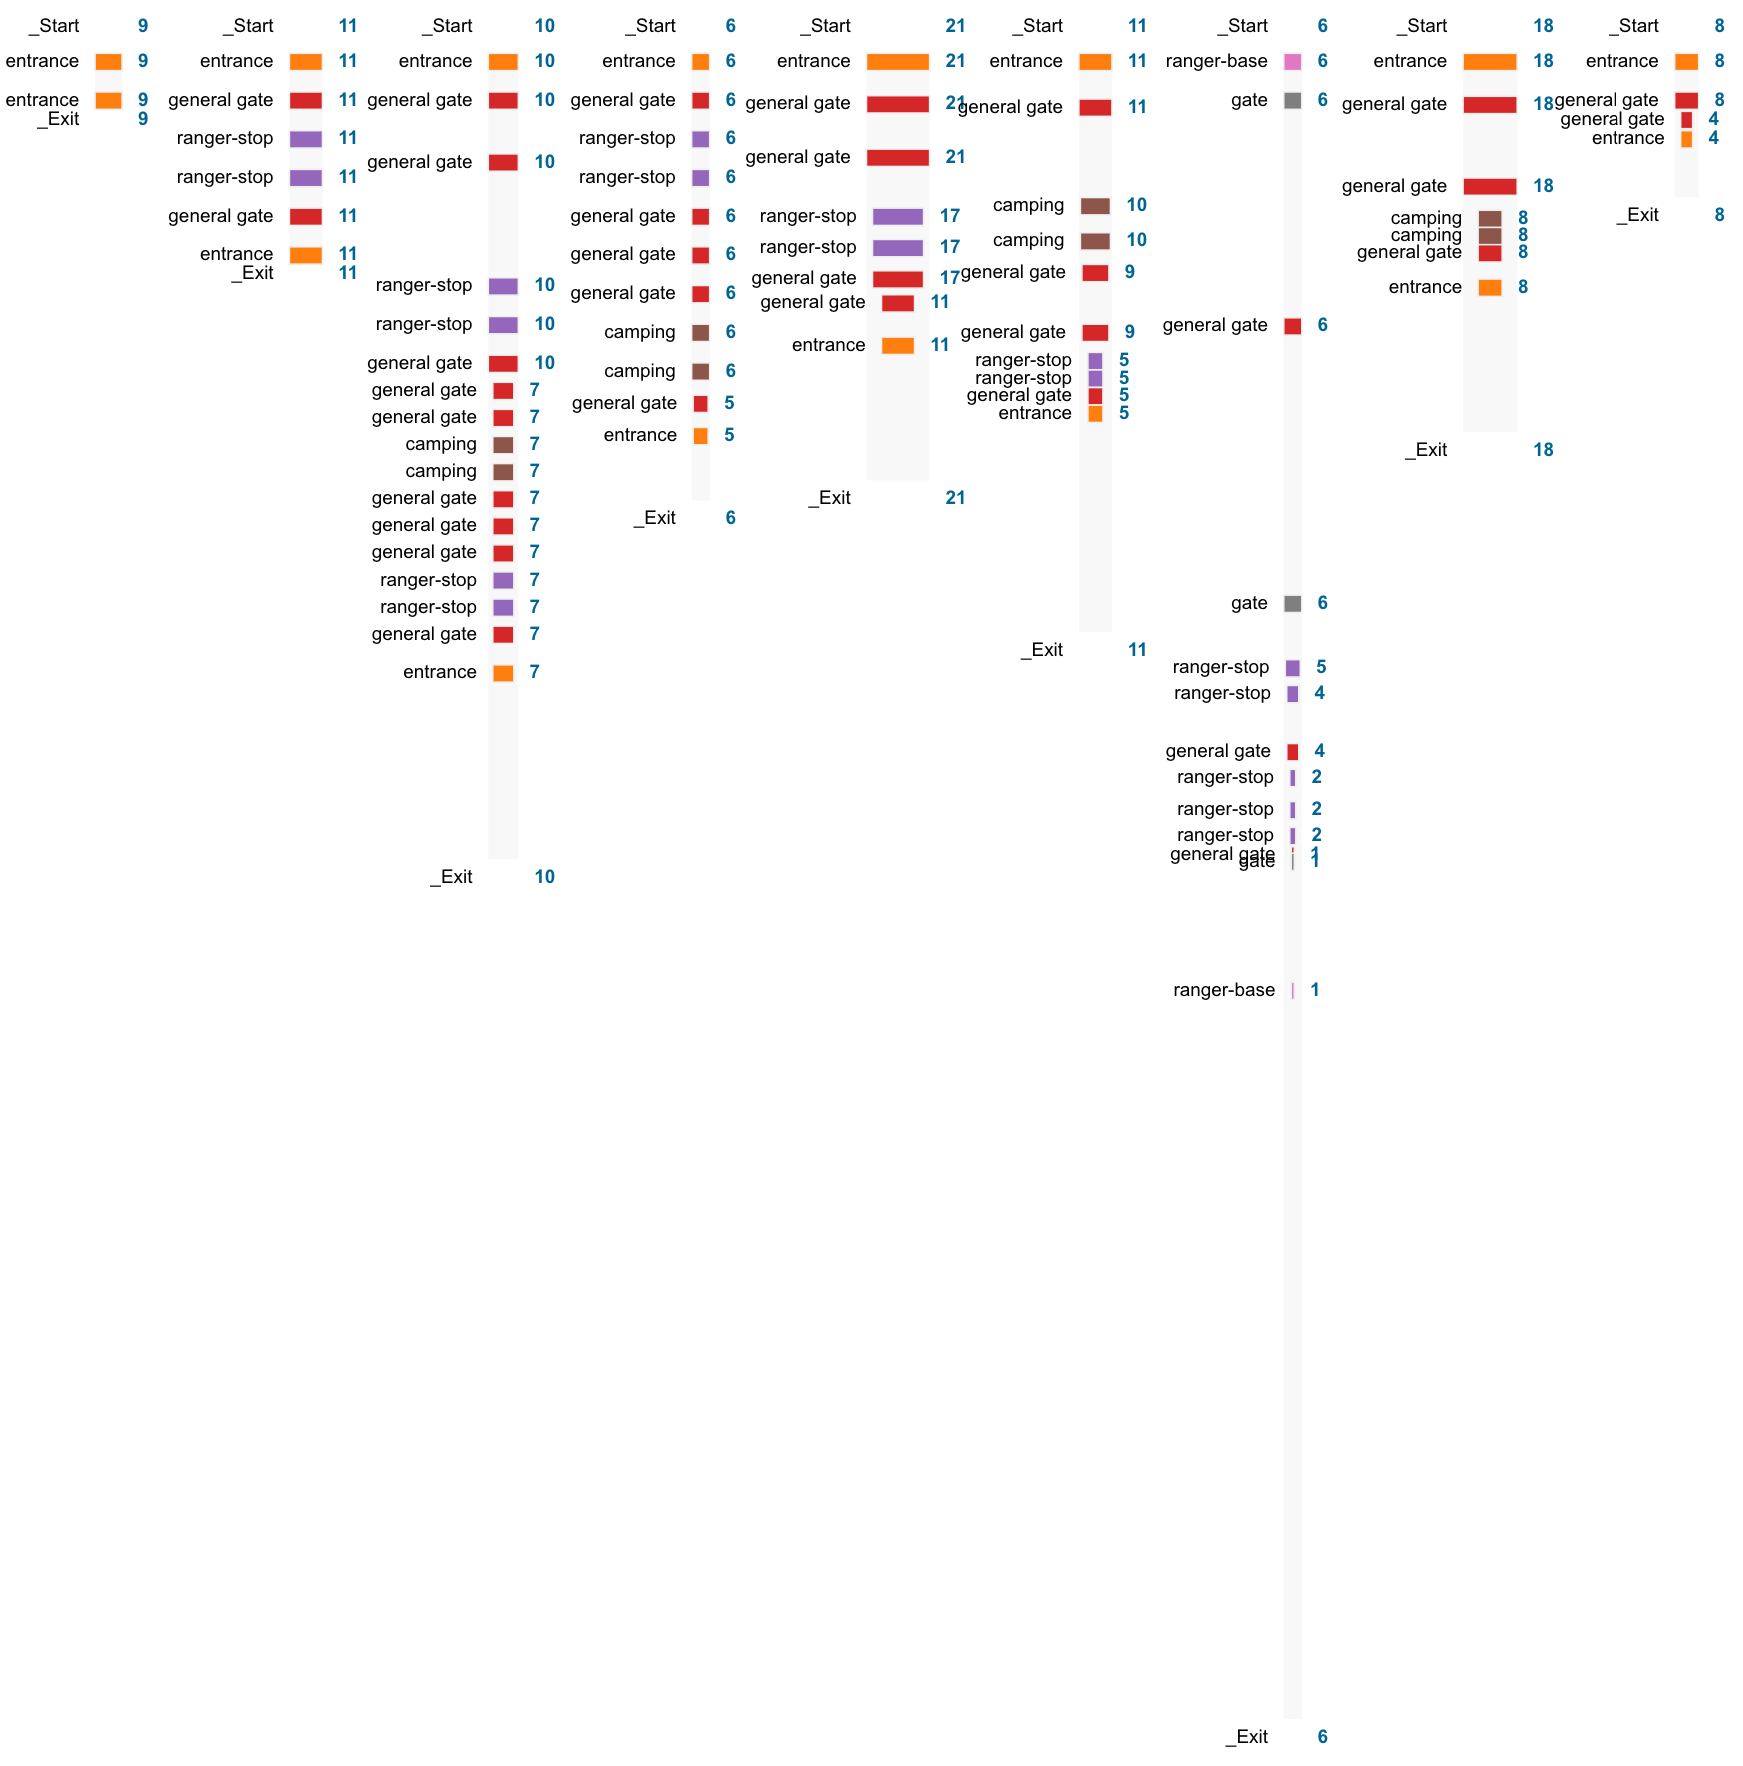 _Start 9
entrance 9
entrance 9
_Exit 9
_Start 11
entrance 11
general gate 11
ranger-stop 11
ranger-stop 11
general gate 11
entrance 11
_Exit 11
_Start 10
entrance 10
general gate 10
general gate 10
ranger-stop 10
ranger-stop 10
general gate 10
general gate 7
general gate 7
camping 7
camping 7
general gate 7
general gate 7
general gate 7
ranger-stop 7
ranger-stop 7
general gate 7
entrance 7
_Exit 10
_Start 6
entrance 6
general gate 6
ranger-stop 6
ranger-stop 6
general gate 6
general gate 6
general gate 6
camping 6
camping 6
general gate 5
entrance 5
_Exit 6
_Start 21
entrance 21
general gate 21
general gate 21
ranger-stop 17
ranger-stop 17
general gate 17
general gate 11
entrance 11
_Exit 21
_Start 11
entrance 11
general gate 11
camping 10
camping 10
general gate 9
general gate 9
ranger-stop 5
ranger-stop 5
general gate 5
entrance 5
_Exit 11
_Start 6
ranger-base 6
gate 6
general gate 6
gate 6
ranger-stop 5
ranger-stop 4
general gate 4
ranger-stop 2
ranger-stop 2
ranger-stop 2
general gate 1
gate 1
ranger-base 1
_Exit 6
_Start 18
entrance 18
general gate 18
general gate 18
camping 8
camping 8
general gate 8
entrance 8
_Exit 18
_Start 8
entrance 8
general gate 8
general gate 4
entrance 4
_Exit 8